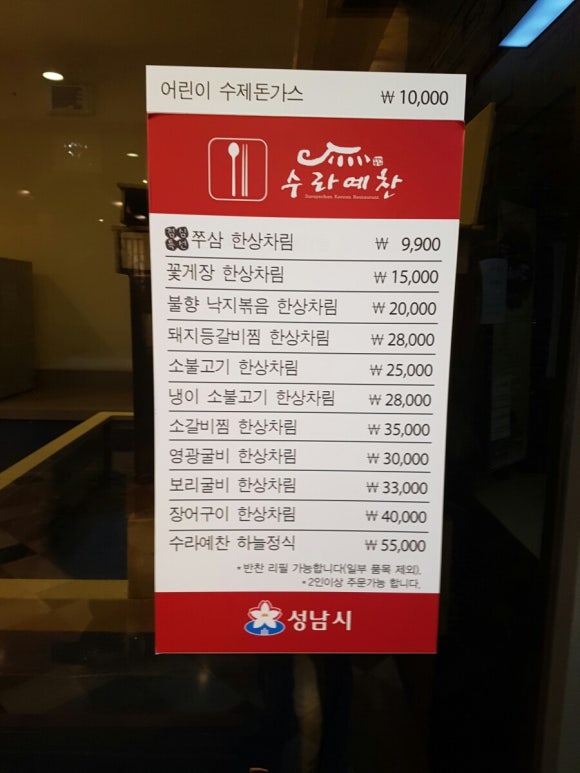 어린이 수제돈가스 ₩ 10,000
수라예찬
Surayechan Korean Restaurant
점심특선 쭈삼 한상차림 ₩ 9,900
꽃게장 한상차림 ₩ 15,000
불향 낙지볶음 한상차림 ₩ 20,000
돼지등갈비찜 한상차림 ₩ 28,000
소불고기 한상차림 ₩ 25,000
냉이 소불고기 한상차림 ₩ 28,000
소갈비찜 한상차림 ₩ 35,000
영광굴비 한상차림 ₩ 30,000
보리굴비 한상차림 ₩ 33,000
장어구이 한상차림 ₩ 40,000
수라예찬 하늘정식 ₩ 55,000
*반찬 리필 가능합니다(일부 품목 제외).
*2인이상 주문가능 합니다.
성남시